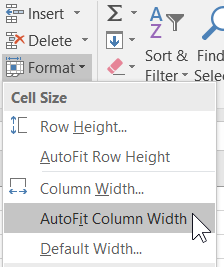 Insert
Delete
Format
Sort &
Filter
Find
Selec
Cell Size
Row Height...
AutoFit Row Height
Column Width...
AutoFit Column Width
Default Width...